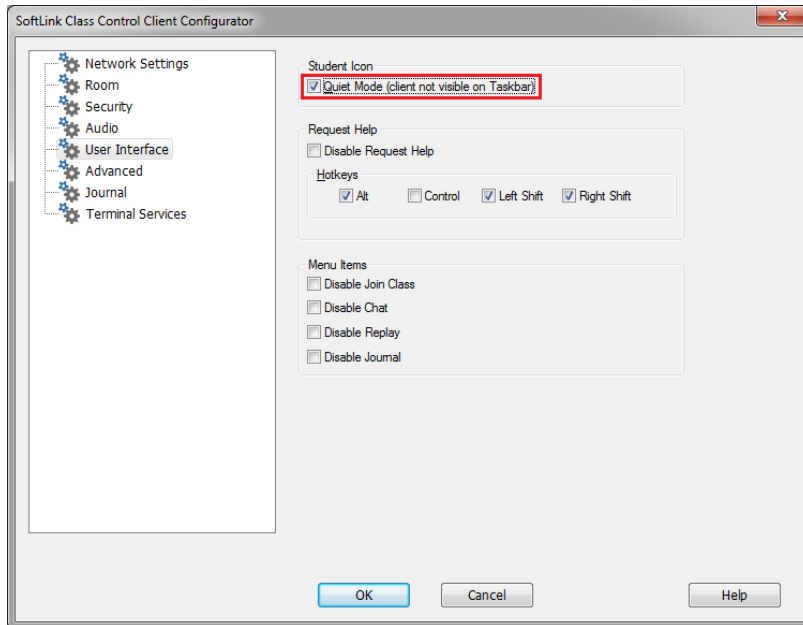 SoftLink Class Control Client Configurator
Network Settings
Room
Security
Audio
User Interface
Advanced
Journal
Terminal Services
Student Icon
Quiet Mode (client not visible on Taskbar)
Request Help
Disable Request Help
Hotkeys
Alt Control Left Shift Right Shift
Menu Items
Disable Join Class
Disable Chat
Disable Replay
Disable Journal
OK Cancel Help